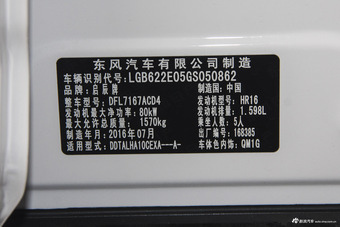 东风汽车有限公司制造
车辆识别代号: LGB622E05GS050862
品牌: 启辰牌 制造国: 中国
整车型号: DFL7167ACD4 发动机型号: HR16
发动机最大净功率: 80kW 发动机排量: 1.598L
最大允许总质量: 1570kg 乘坐人数: 5人
制造年月: 2016年07月 出厂编号: 168385
适用型号: DDTALHA10CEXA---A- 车体色内饰: QM1G